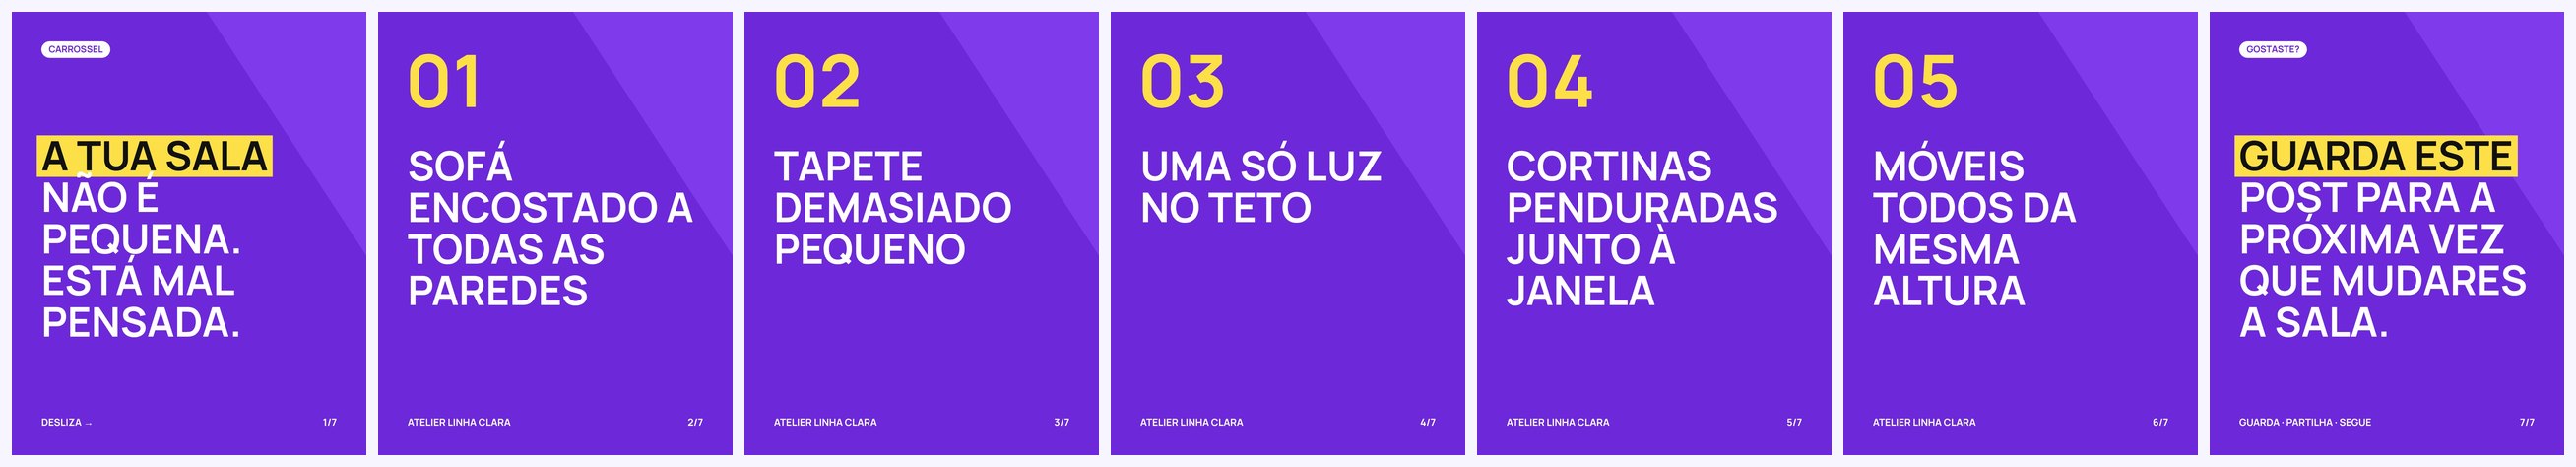 CARROSSEL
A TUA SALA
NÃO É
PEQUENA.
ESTÁ MAL
PENSADA.
DESLIZA →
1/7
01
SOFÁ
ENCOSTADO A
TODAS AS
PAREDES
ATELIER LINHA CLARA
2/7
02
TAPETE
DEMASIADO
PEQUENO
ATELIER LINHA CLARA
3/7
03
UMA SÓ LUZ
NO TETO
ATELIER LINHA CLARA
4/7
04
CORTINAS
PENDURADAS
JUNTO À
JANELA
ATELIER LINHA CLARA
5/7
05
MÓVEIS
TODOS DA
MESMA
ALTURA
ATELIER LINHA CLARA
6/7
GOSTASTE?
GUARDA ESTE
POST PARA A
PRÓXIMA VEZ
QUE MUDARES
A SALA.
GUARDA · PARTILHA · SEGUE
7/7